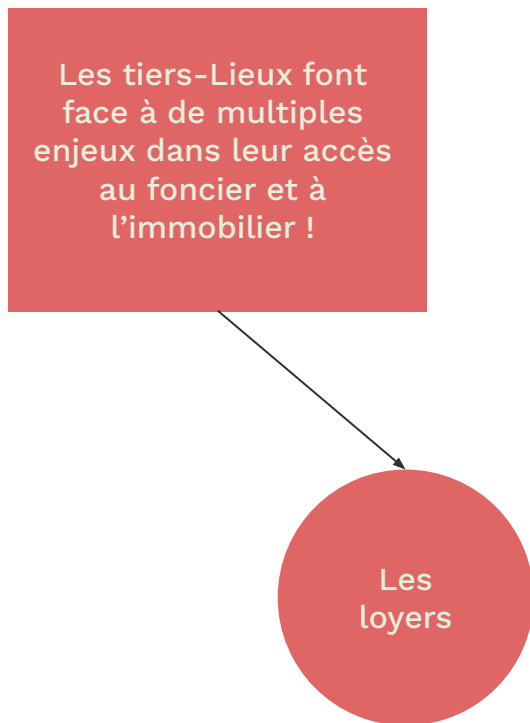 Les tiers-Lieux font
face à de multiples
enjeux dans leur accès
au foncier et à
l’immobilier !
Les
loyers